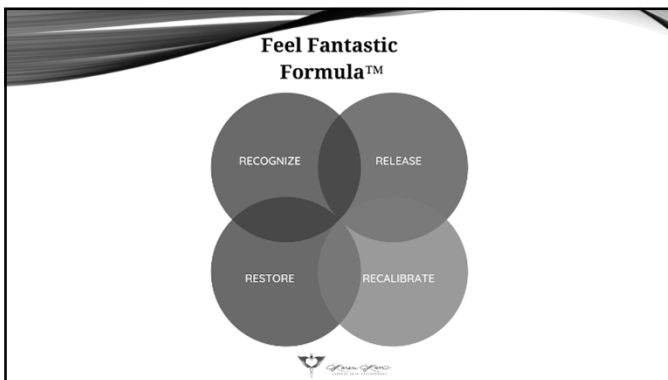 Feel Fantastic
Formula™
RECOGNIZE
RELEASE
RESTORE
RECALIBRATE